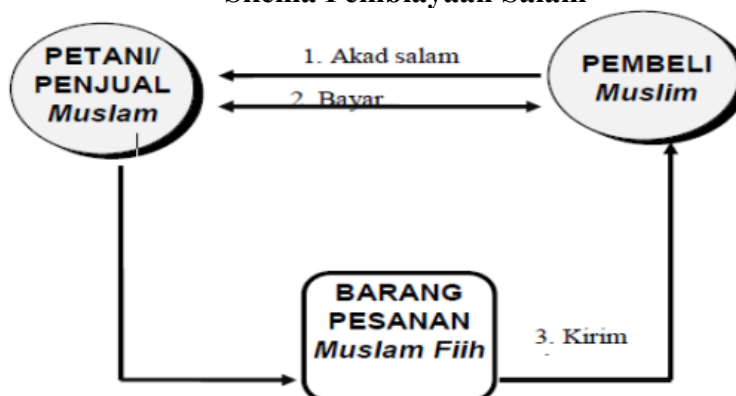 Skema Pembiayaan Salam
PETANI/
PENJUAL
Muslam
1. Akad salam
2. Bayar
PEMBELI
Muslim
BARANG
PESANAN
Muslam Fiih
3. Kirim